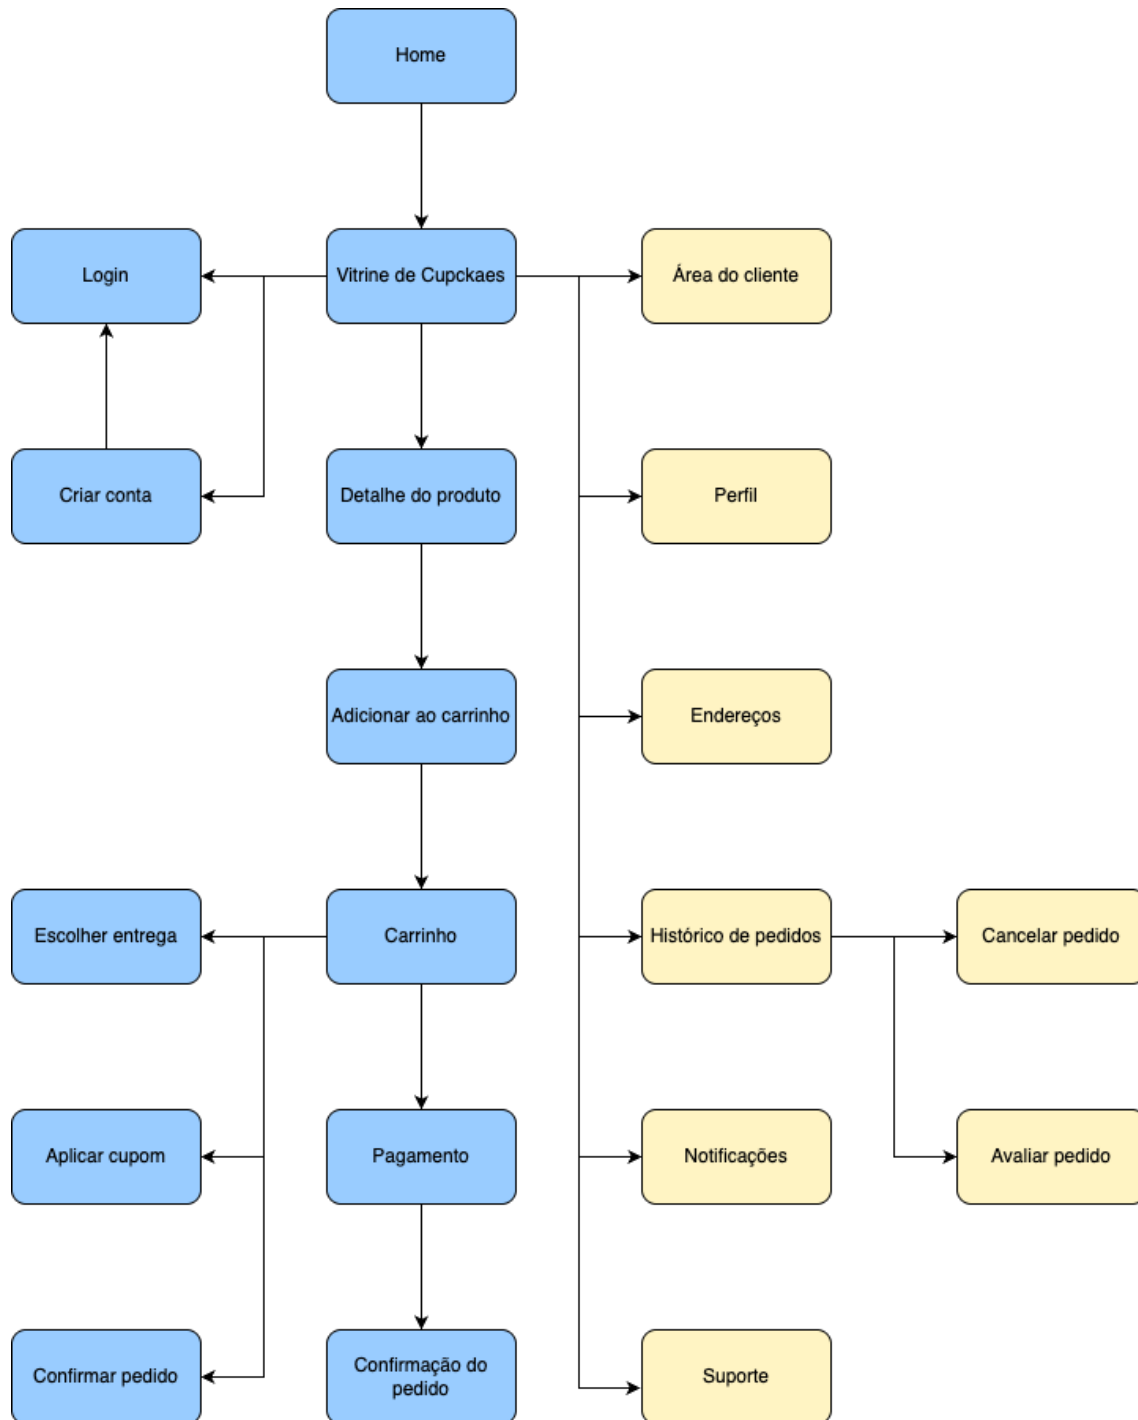 Home
Login
Vitrine de Cupckaes
Área do cliente
Criar conta
Detalhe do produto
Perfil
Adicionar ao carrinho
Endereços
Escolher entrega
Carrinho
Histórico de pedidos
Cancelar pedido
Aplicar cupom
Pagamento
Notificações
Avaliar pedido
Confirmar pedido
Confirmação do
pedido
Suporte